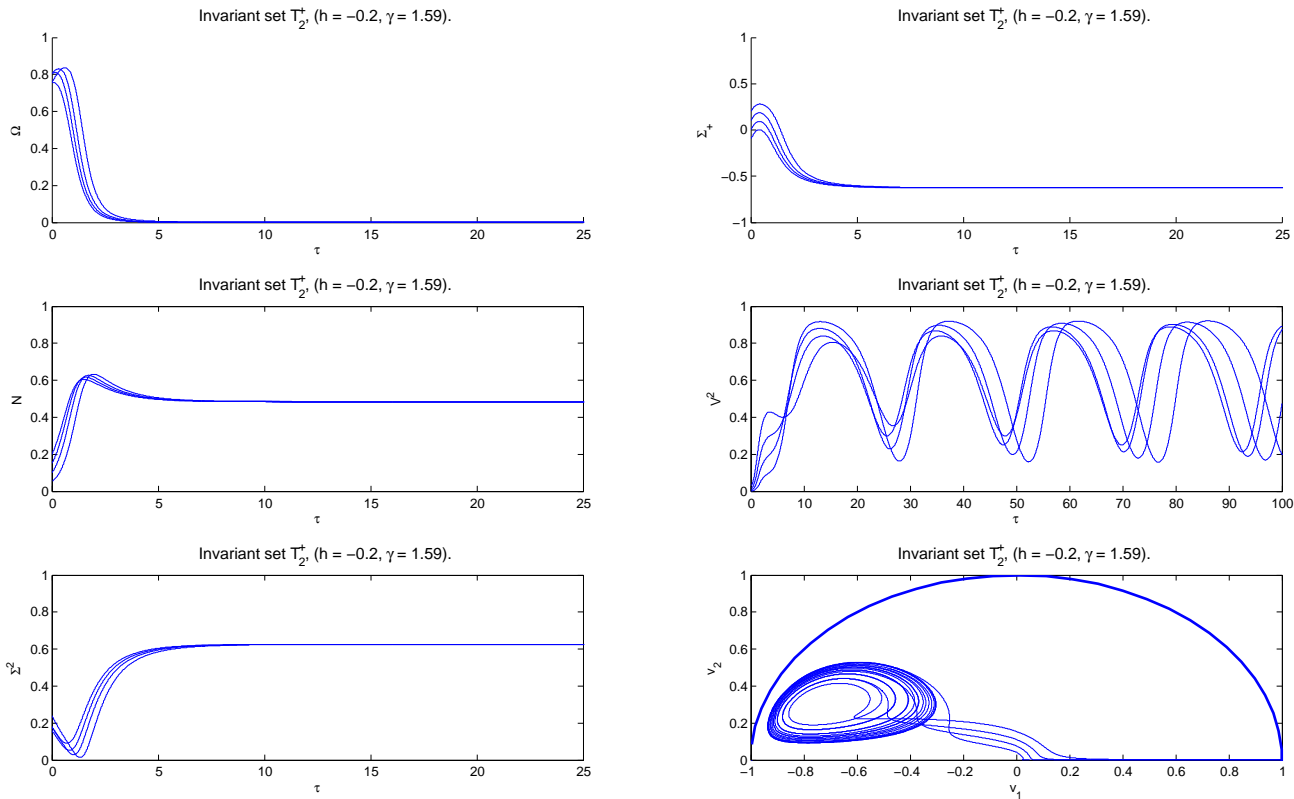 Invariant set T₂⁺, (h = −0.2, γ = 1.59).
1
0.8
0.6
0.4
0.2
0
Ω
0 5 10 15 20 25
τ
Invariant set T₂⁺, (h = −0.2, γ = 1.59).
1
0.5
0
−0.5
−1
Σ₊
0 5 10 15 20 25
τ
Invariant set T₂⁺, (h = −0.2, γ = 1.59).
1
0.8
0.6
0.4
0.2
0
N
0 5 10 15 20 25
τ
Invariant set T₂⁺, (h = −0.2, γ = 1.59).
1
0.8
0.6
0.4
0.2
0
V²
0 10 20 30 40 50 60 70 80 90 100
τ
Invariant set T₂⁺, (h = −0.2, γ = 1.59).
1
0.8
0.6
0.4
0.2
0
Σ²
0 5 10 15 20 25
τ
Invariant set T₂⁺, (h = −0.2, γ = 1.59).
1
0.8
0.6
0.4
0.2
0
v₂
−1 −0.8 −0.6 −0.4 −0.2 0 0.2 0.4 0.6 0.8 1
v₁